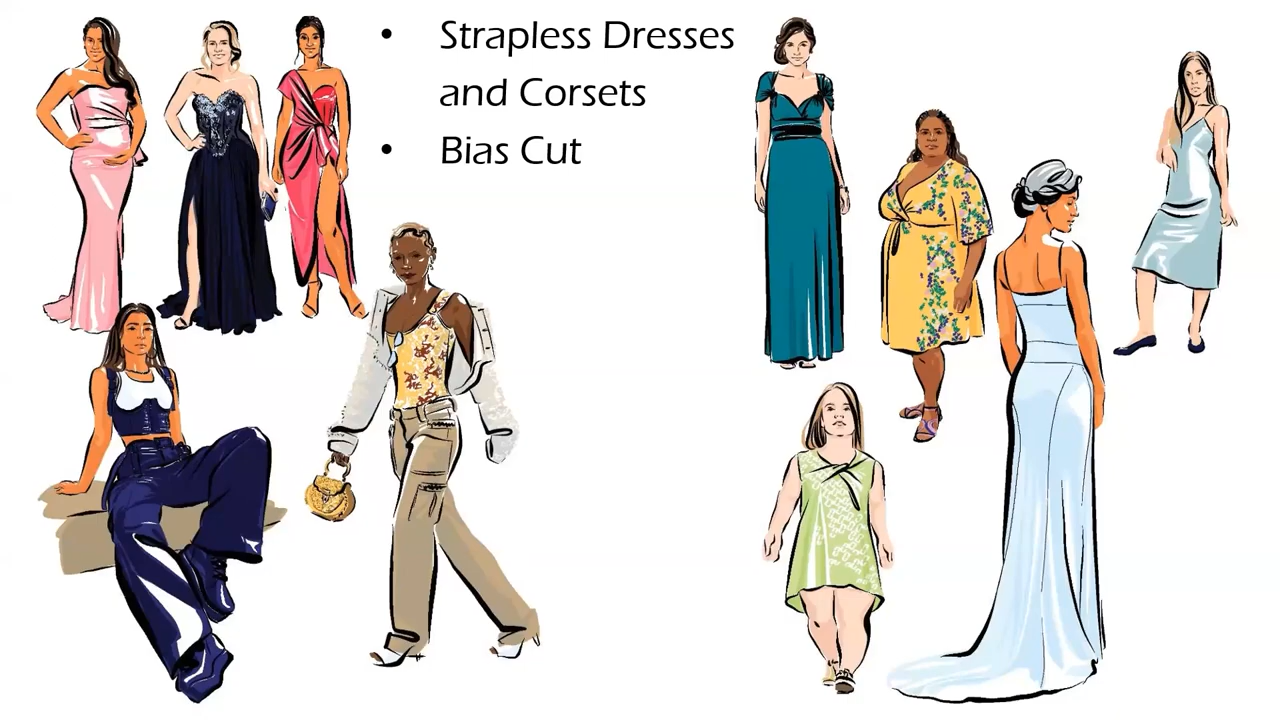 • Strapless Dresses
and Corsets
• Bias Cut